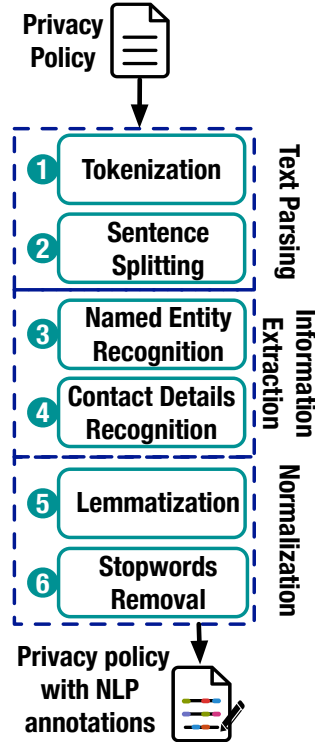 Privacy
Policy
Text Parsing
1
Tokenization
2
Sentence
Splitting
Information
Extraction
3
Named Entity
Recognition
4
Contact Details
Recognition
Normalization
5
Lemmatization
6
Stopwords
Removal
Privacy policy
with NLP
annotations